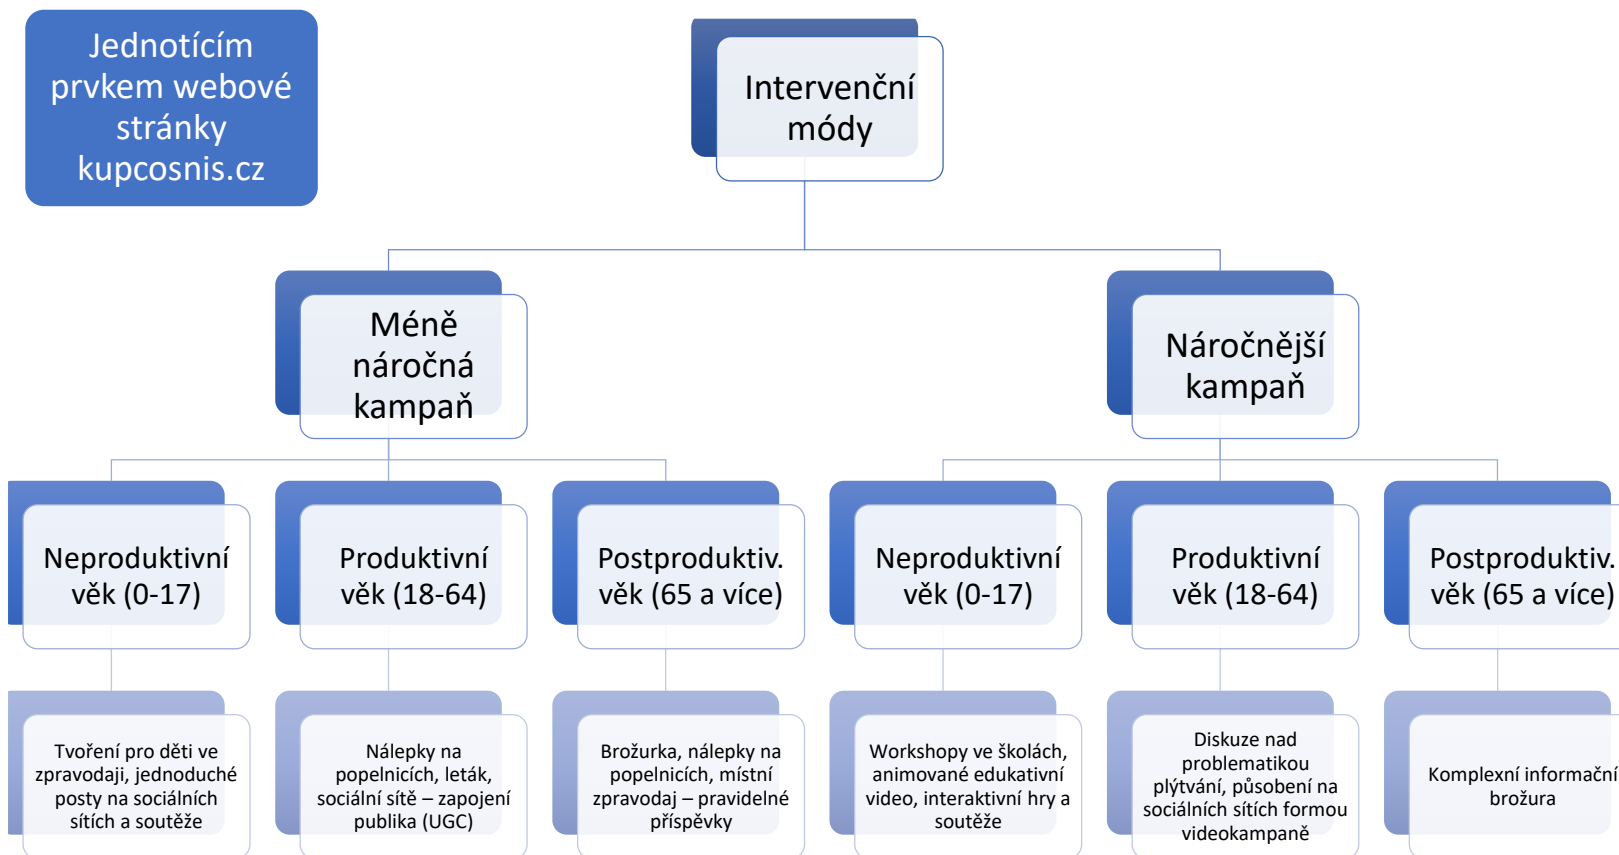 Jednotícím
prvkem webové
stránky
kupcosnis.cz
Intervenční
módy
Méně
náročná
kampaň
Náročnější
kampaň
Neproduktivní
věk (0-17)
Produktivní
věk (18-64)
Postproduktiv.
věk (65 a více)
Neproduktivní
věk (0-17)
Produktivní
věk (18-64)
Postproduktiv.
věk (65 a více)
Tvoření pro děti ve
zpravodaji, jednoduché
posty na sociálních
sítích a soutěže
Nálepky na
popelnicích, leták,
sociální sítě – zapojení
publika (UGC)
Brožurka, nálepky na
popelnicích, místní
zpravodaj – pravidelné
příspěvky
Workshopy ve školách,
animované edukativní
video, interaktivní hry a
soutěže
Diskuze nad
problematikou
plýtvání, působení na
sociálních sítích formou
videokampaně
Komplexní informační
brožura